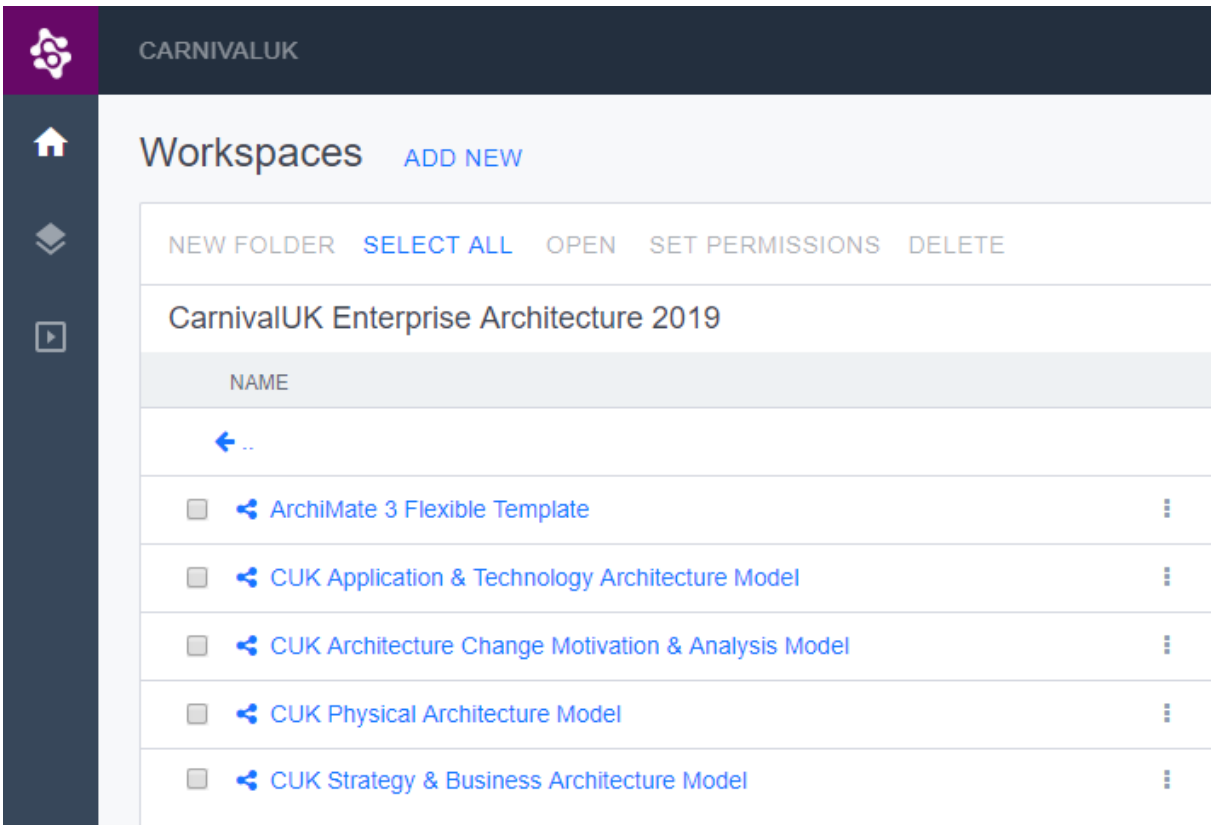 CARNIVALUK
Workspaces ADD NEW
NEW FOLDER SELECT ALL OPEN SET PERMISSIONS DELETE
CarnivalUK Enterprise Architecture 2019
NAME
..
ArchiMate 3 Flexible Template
CUK Application & Technology Architecture Model
CUK Architecture Change Motivation & Analysis Model
CUK Physical Architecture Model
CUK Strategy & Business Architecture Model